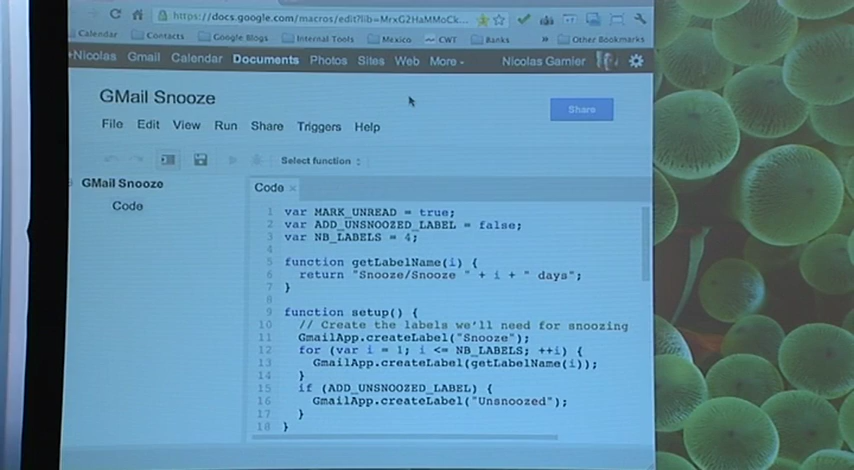 https://docs.google.com/macros/edit?lib=MrxG2HaMMoCk...
Calendar Contacts Google Blogs Internal Tools Mexico CWT Banks » Other Bookmarks
+Nicolas Gmail Calendar Documents Photos Sites Web More Nicolas Garnier
GMail Snooze
Share
File Edit View Run Share Triggers Help
Select function
GMail Snooze
Code
Code ×
1 var MARK_UNREAD = true;
2 var ADD_UNSNOOZED_LABEL = false;
3 var NB_LABELS = 4;
4
5 function getLabelName(i) {
6 return "Snooze/Snooze " + i + " days";
7 }
8
9 function setup() {
10 // Create the labels we'll need for snoozing
11 GmailApp.createLabel("Snooze");
12 for (var i = 1; i <= NB_LABELS; ++i) {
13 GmailApp.createLabel(getLabelName(i));
14 }
15 if (ADD_UNSNOOZED_LABEL) {
16 GmailApp.createLabel("Unsnoozed");
17 }
18 }